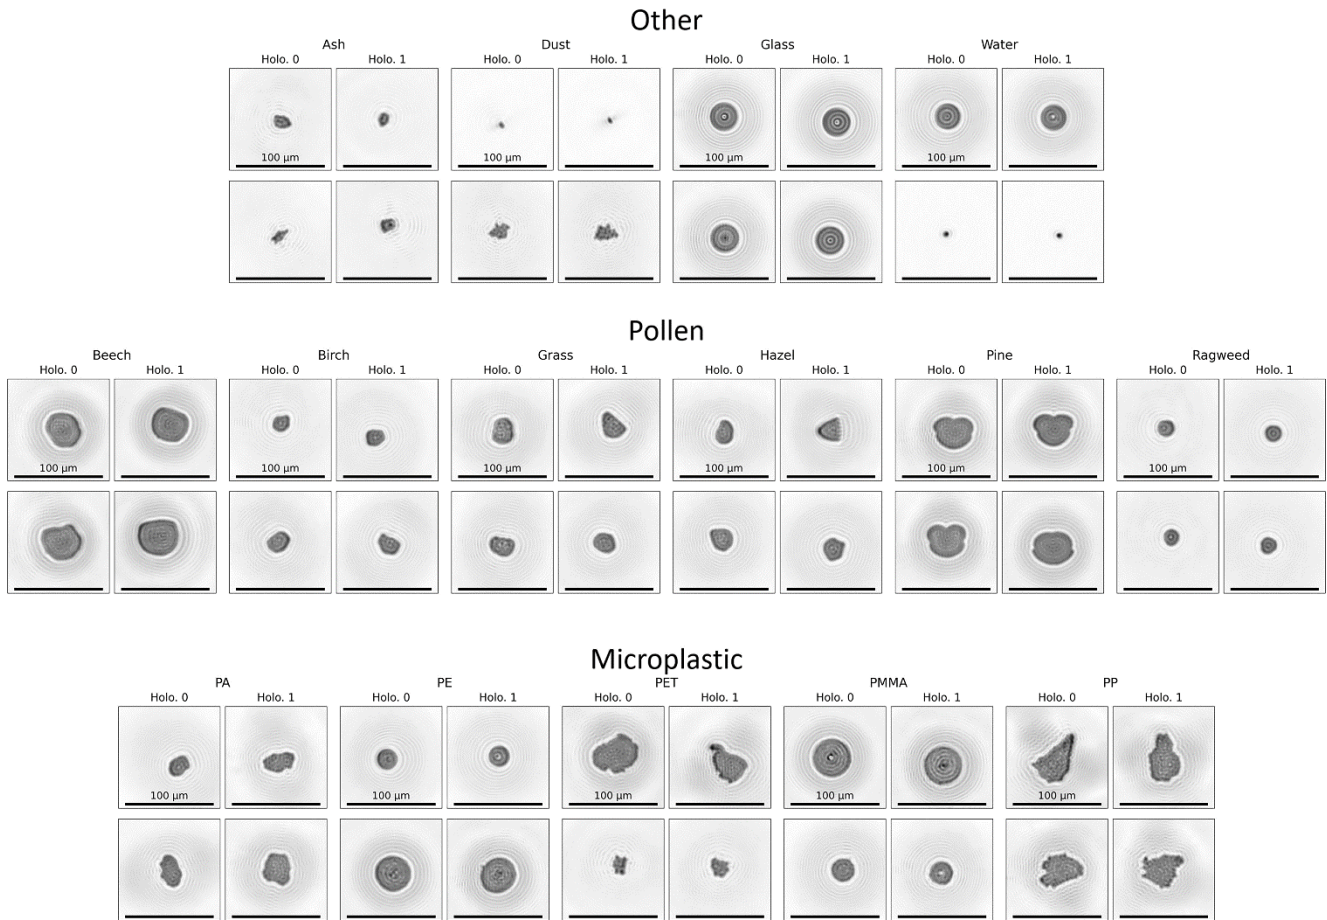 Other
Ash Dust Glass Water
Holo. 0 Holo. 1 Holo. 0 Holo. 1 Holo. 0 Holo. 1 Holo. 0 Holo. 1
100 μm 100 μm 100 μm 100 μm
Pollen
Beech Birch Grass Hazel Pine Ragweed
Holo. 0 Holo. 1 Holo. 0 Holo. 1 Holo. 0 Holo. 1 Holo. 0 Holo. 1 Holo. 0 Holo. 1 Holo. 0 Holo. 1
100 μm 100 μm 100 μm 100 μm 100 μm 100 μm
Microplastic
PA PE PET PMMA PP
Holo. 0 Holo. 1 Holo. 0 Holo. 1 Holo. 0 Holo. 1 Holo. 0 Holo. 1 Holo. 0 Holo. 1
100 μm 100 μm 100 μm 100 μm 100 μm